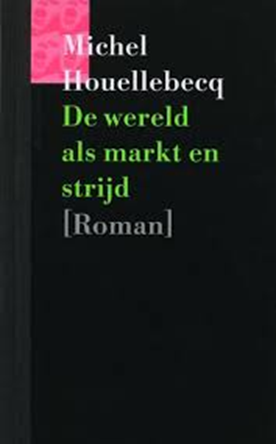 Michel
Houellebecq
De wereld
als markt en
strijd
[Roman]